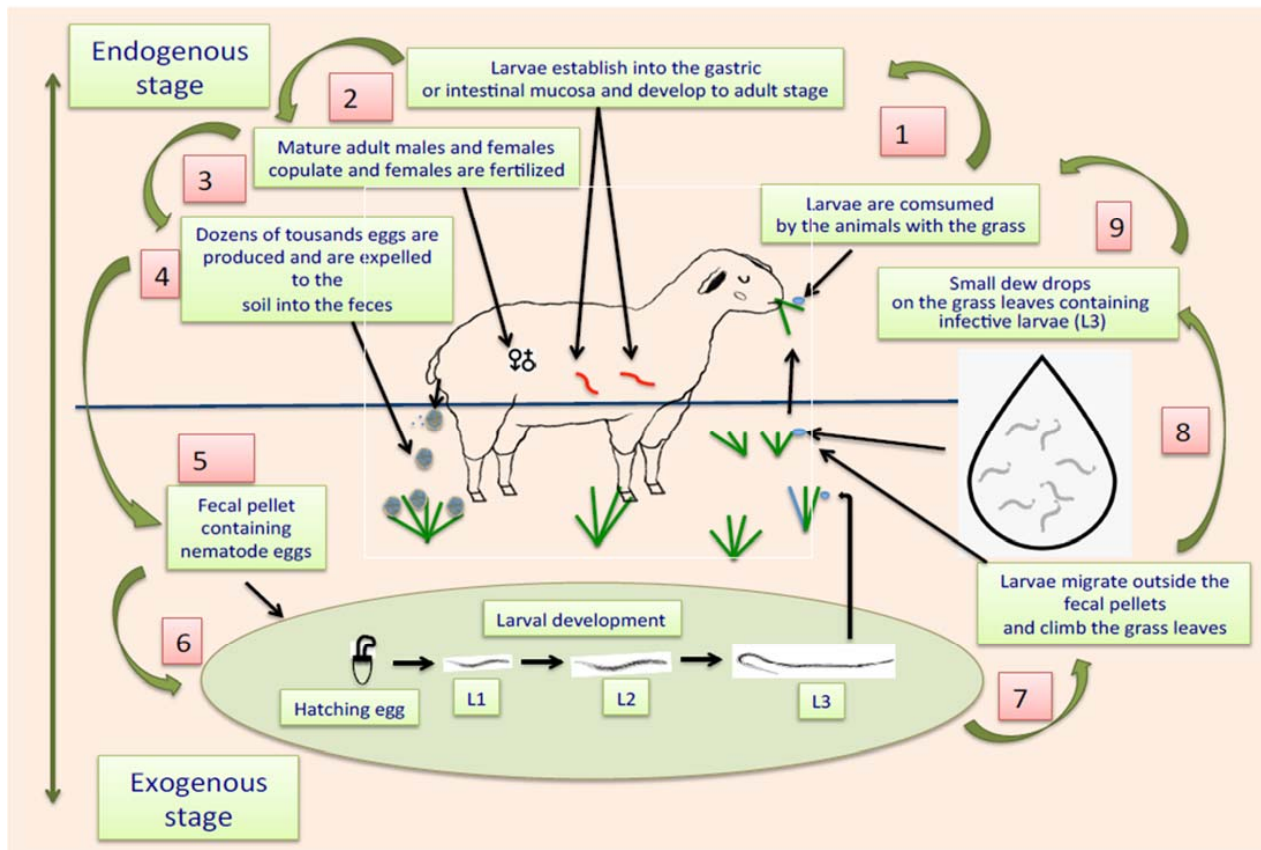 Endogenous
stage
2
Larvae establish into the gastric
or intestinal mucosa and develop to adult stage
1
3
Mature adult males and females
copulate and females are fertilized
Larvae are comsumed
by the animals with the grass
9
4
Dozens of tousands eggs are
produced and are expelled
to the
soil into the feces
Small dew drops
on the grass leaves containing
infective larvae (L3)
♀♂
8
5
Fecal pellet
containing
nematode eggs
Larvae migrate outside the
fecal pellets
and climb the grass leaves
6
Larval development
Hatching egg
L1
L2
L3
7
Exogenous
stage